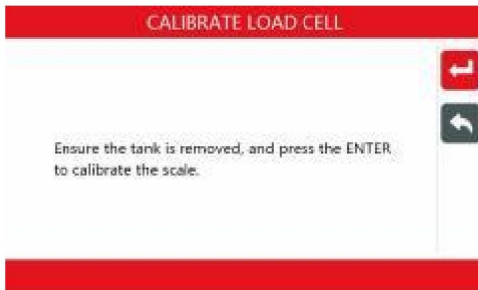 CALIBRATE LOAD CELL
Ensure the tank is removed, and press the ENTER
to calibrate the scale.